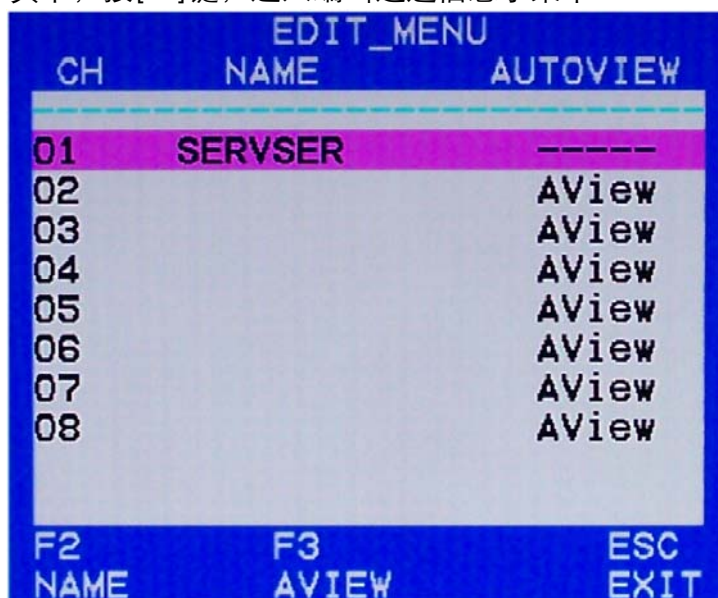 EDIT_MENU
CH NAME AUTOVIEW
01 SERVSER -----
02 AView
03 AView
04 AView
05 AView
06 AView
07 AView
08 AView
F2 F3 ESC
NAME AVIEW EXIT